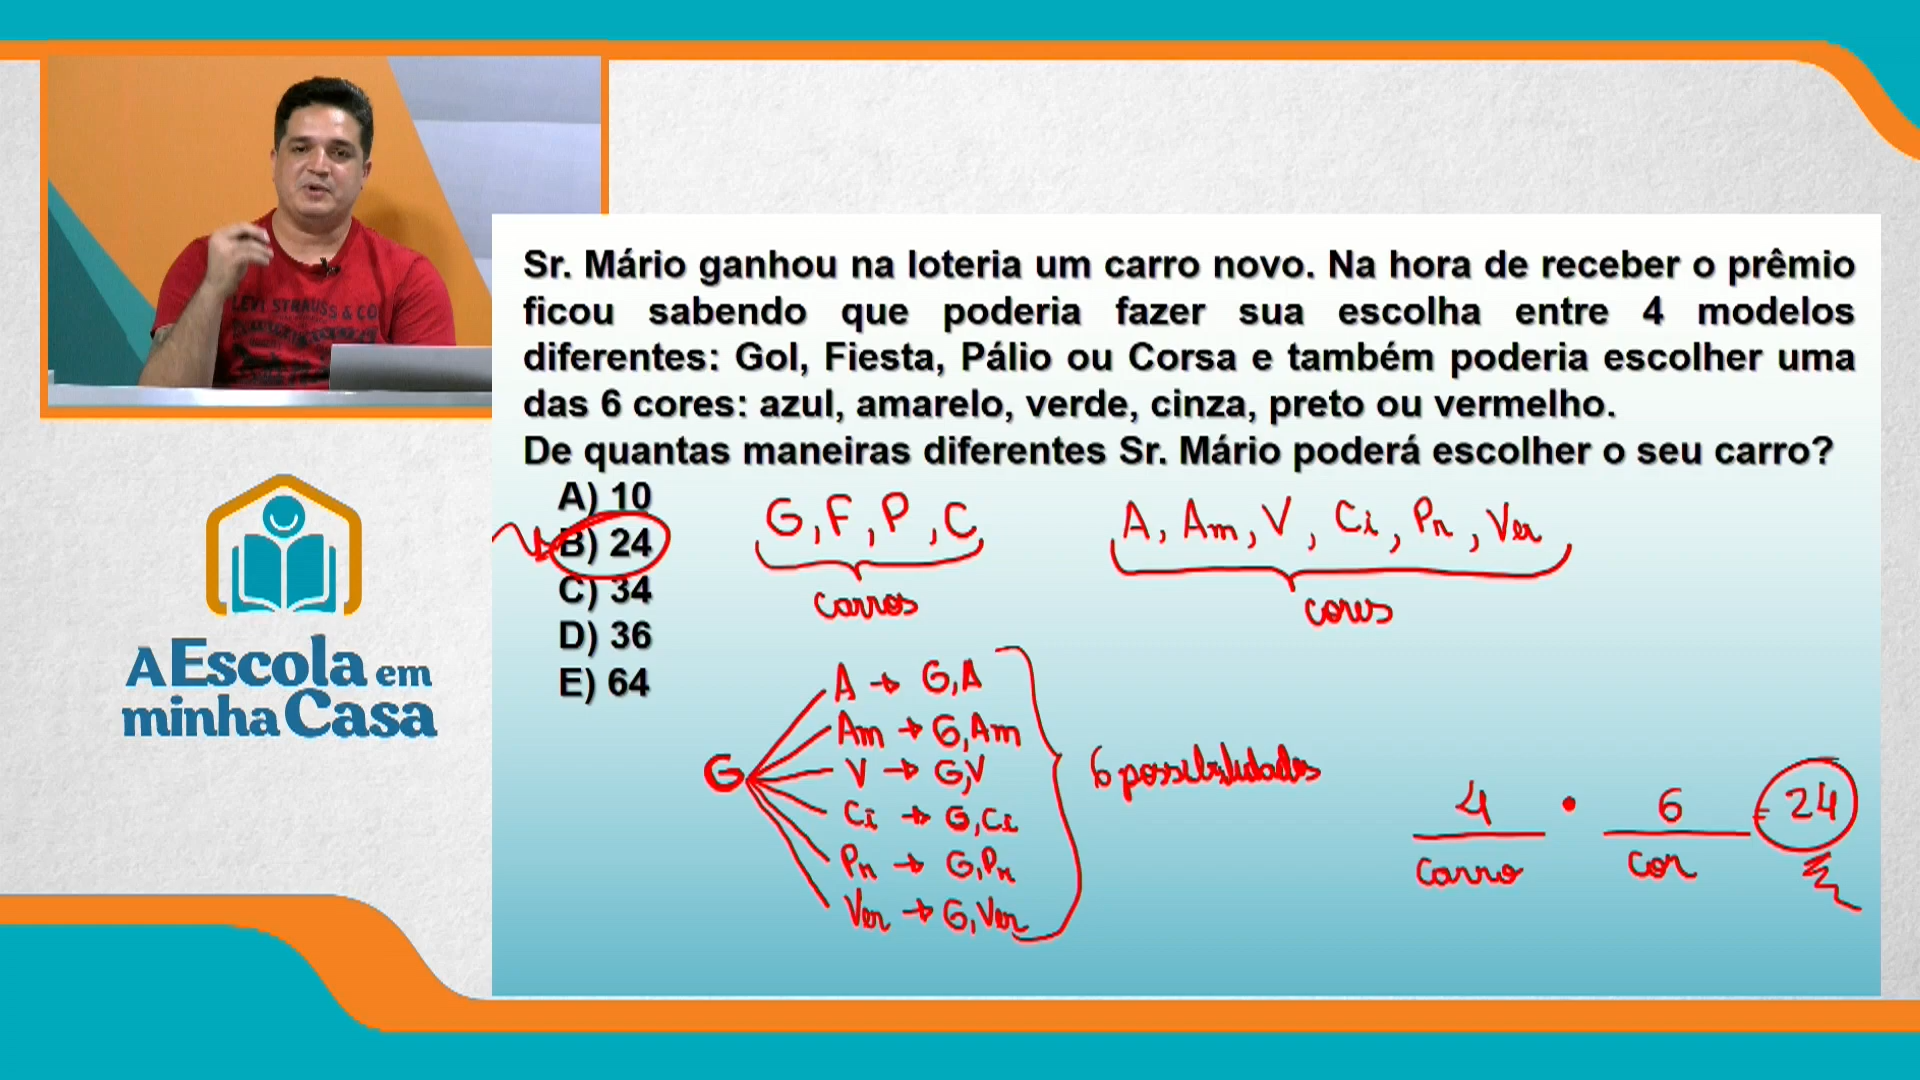 LEVI STRAUSS & CO
Sr. Mário ganhou na loteria um carro novo. Na hora de receber o prêmio
ficou sabendo que poderia fazer sua escolha entre 4 modelos
diferentes: Gol, Fiesta, Pálio ou Corsa e também poderia escolher uma
das 6 cores: azul, amarelo, verde, cinza, preto ou vermelho.
De quantas maneiras diferentes Sr. Mário poderá escolher o seu carro?
A) 10
B) 24
C) 34
D) 36
E) 64
G, F, P, C
carros
A, Am, V, Ci, Pr, Ver
cores
G
A → G,A
Am → G,Am
V → G,V
Ci → G,Ci
Pr → G,Pr
Ver → G,Ver
6 possibilidades
4 • 6 = 24
carro cor
A Escola em
minha Casa